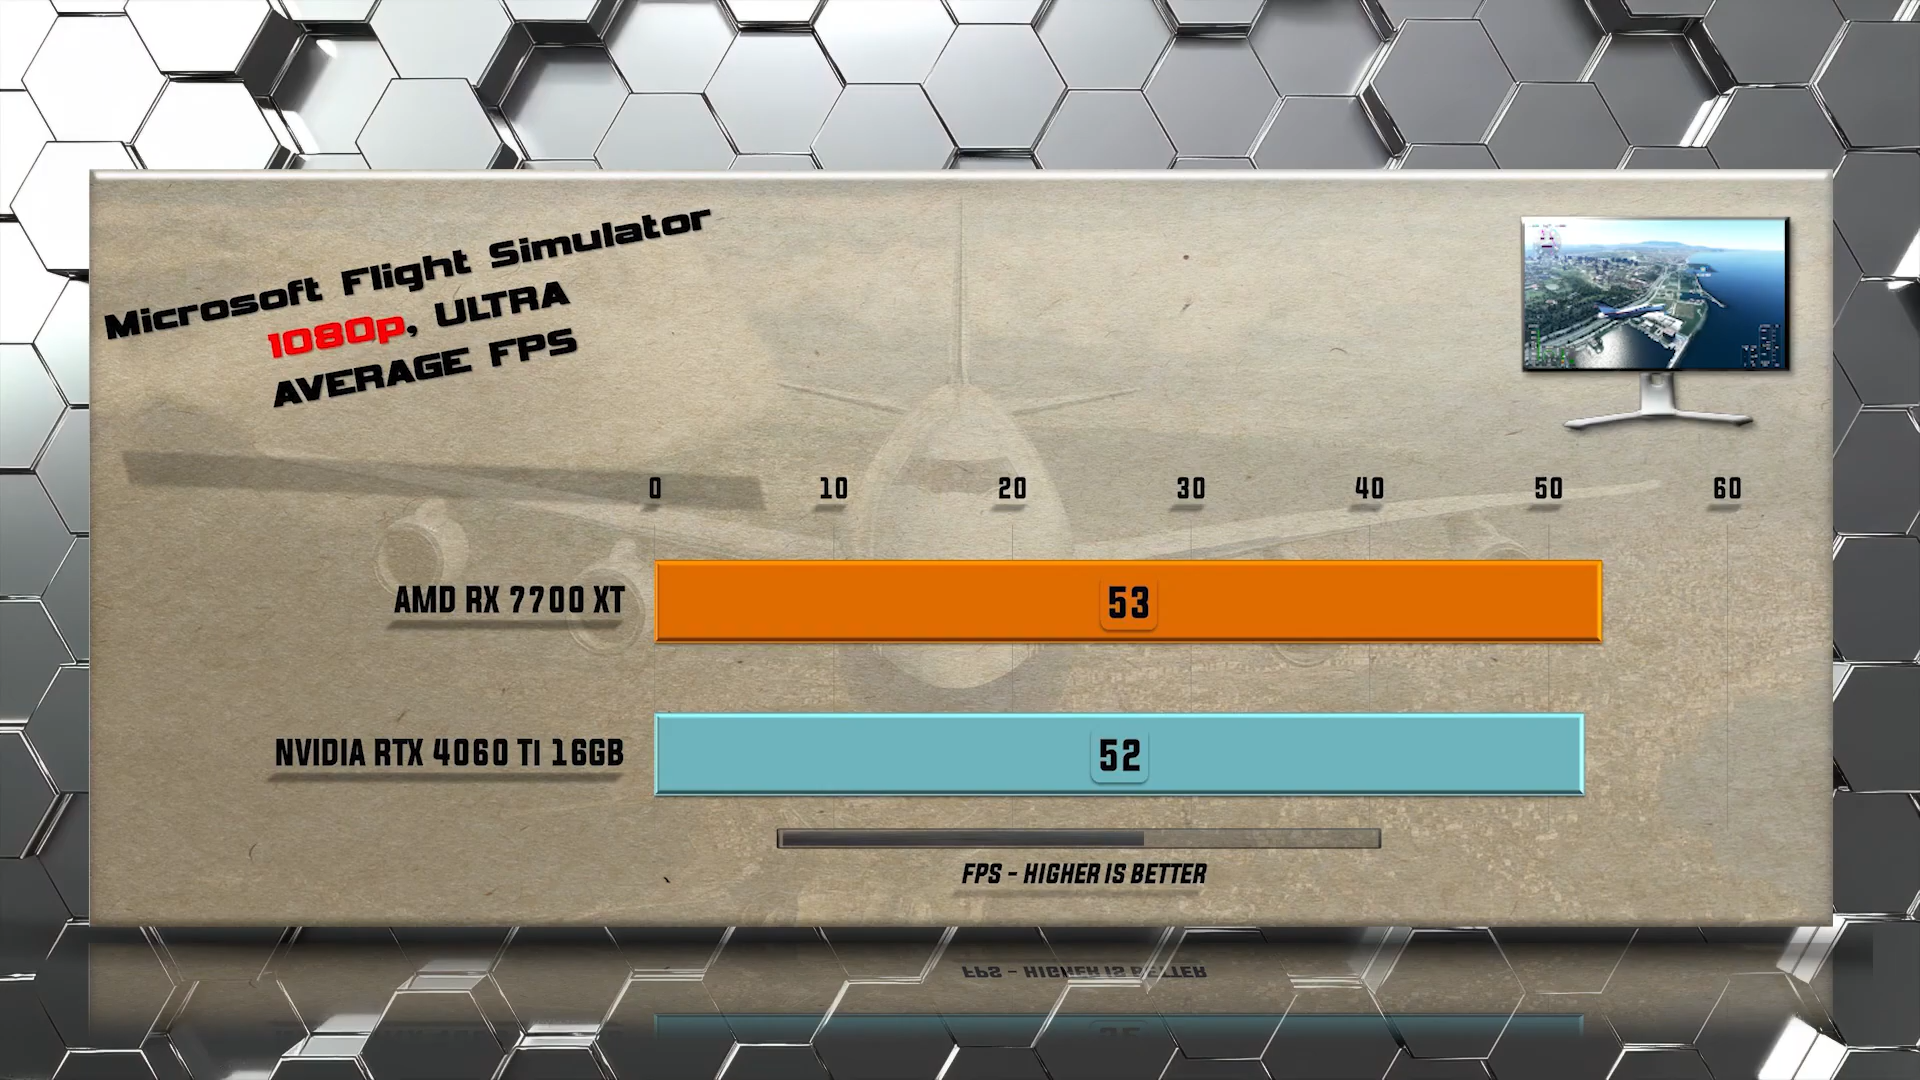 Microsoft Flight Simulator
1080p, ULTRA
AVERAGE FPS
0 10 20 30 40 50 60
AMD RX 7700 XT 53
NVIDIA RTX 4060 TI 16GB 52
FPS - HIGHER IS BETTER